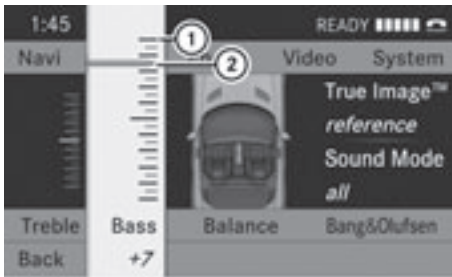 1:45 READY
1
2
Navi Video System
True Image™
reference
Sound Mode
all
Treble Bass Balance Bang&Olufsen
Back +7